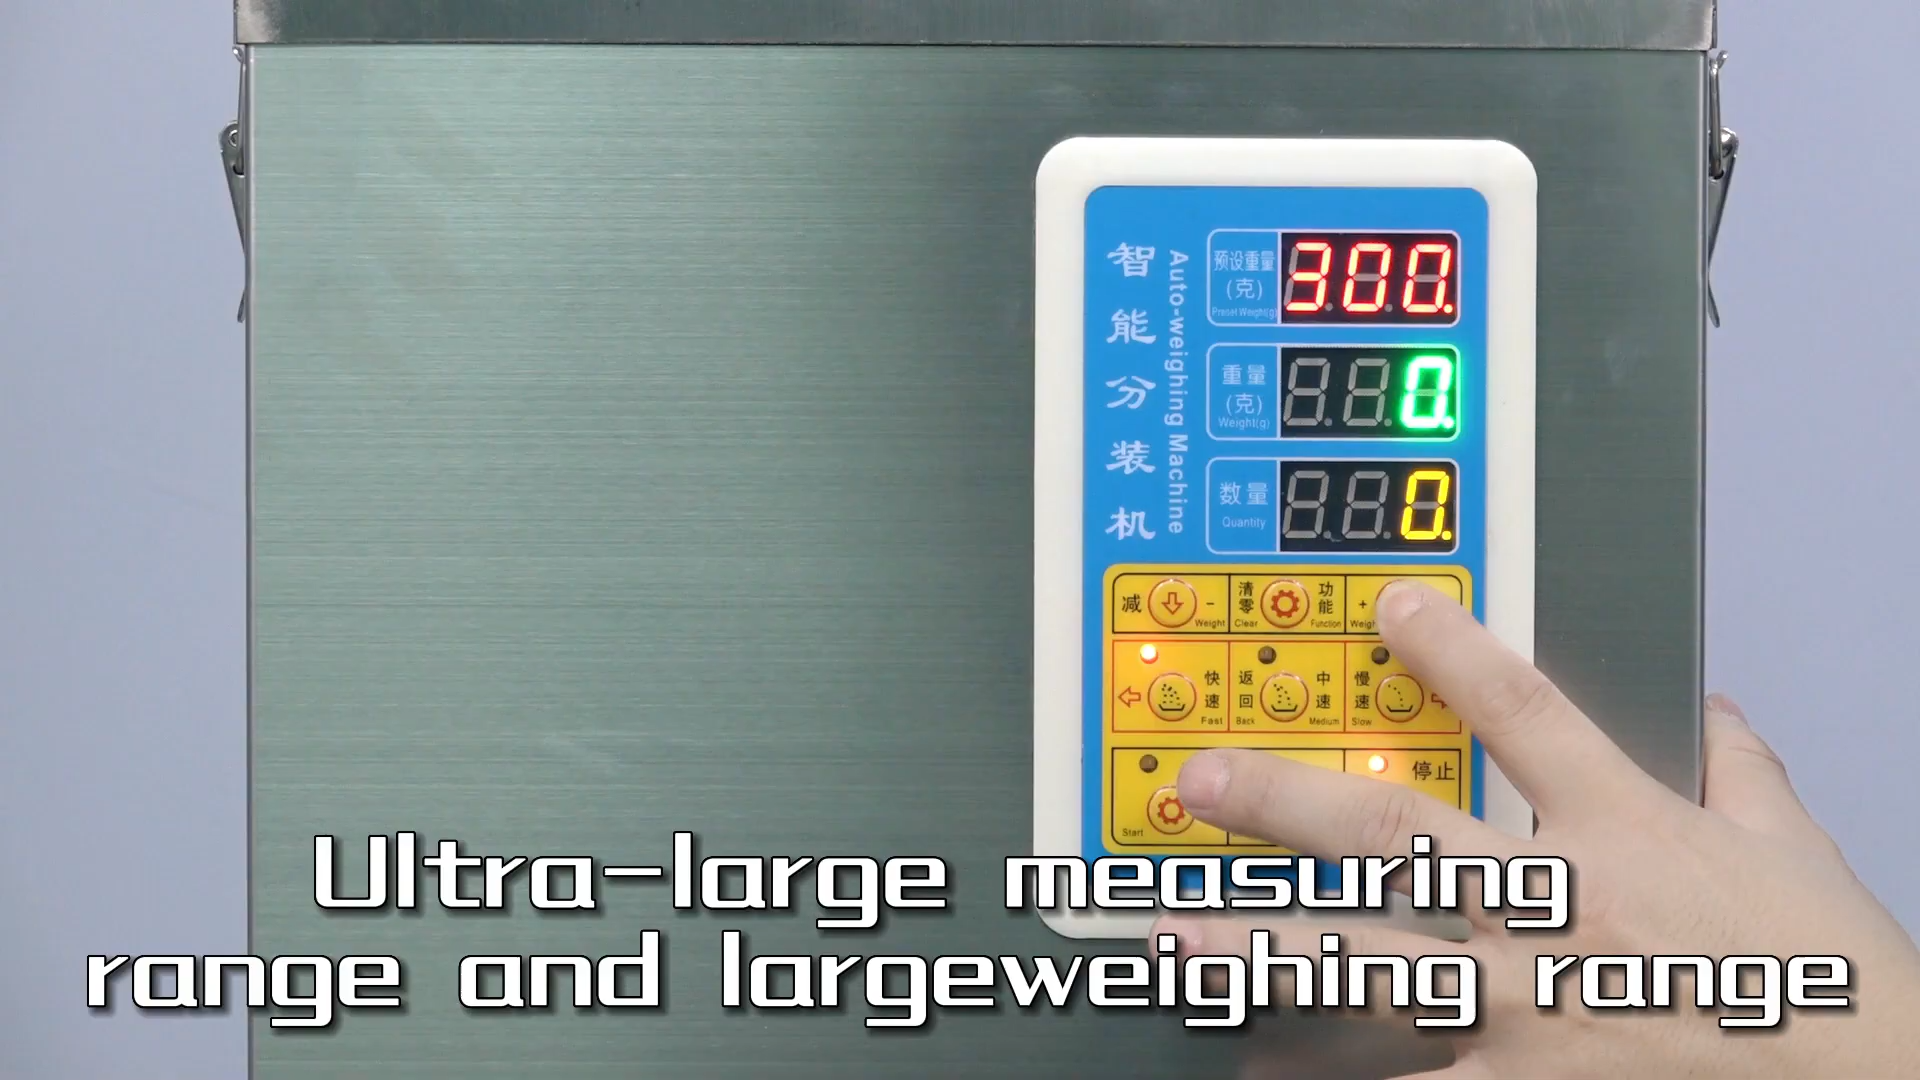 智能分装机
Auto-weighing Machine
预设重量
(克)
Preset Weight(g)
300.
重量
(克)
Weight(g)
0.
数量
Quantity
0.
减 -
Weight
清零 功能
Clear Function
+
快速
Fast
返回 中速
Back Medium
慢速
Slow
停止
Start
Ultra-large measuring
range and largeweighing range